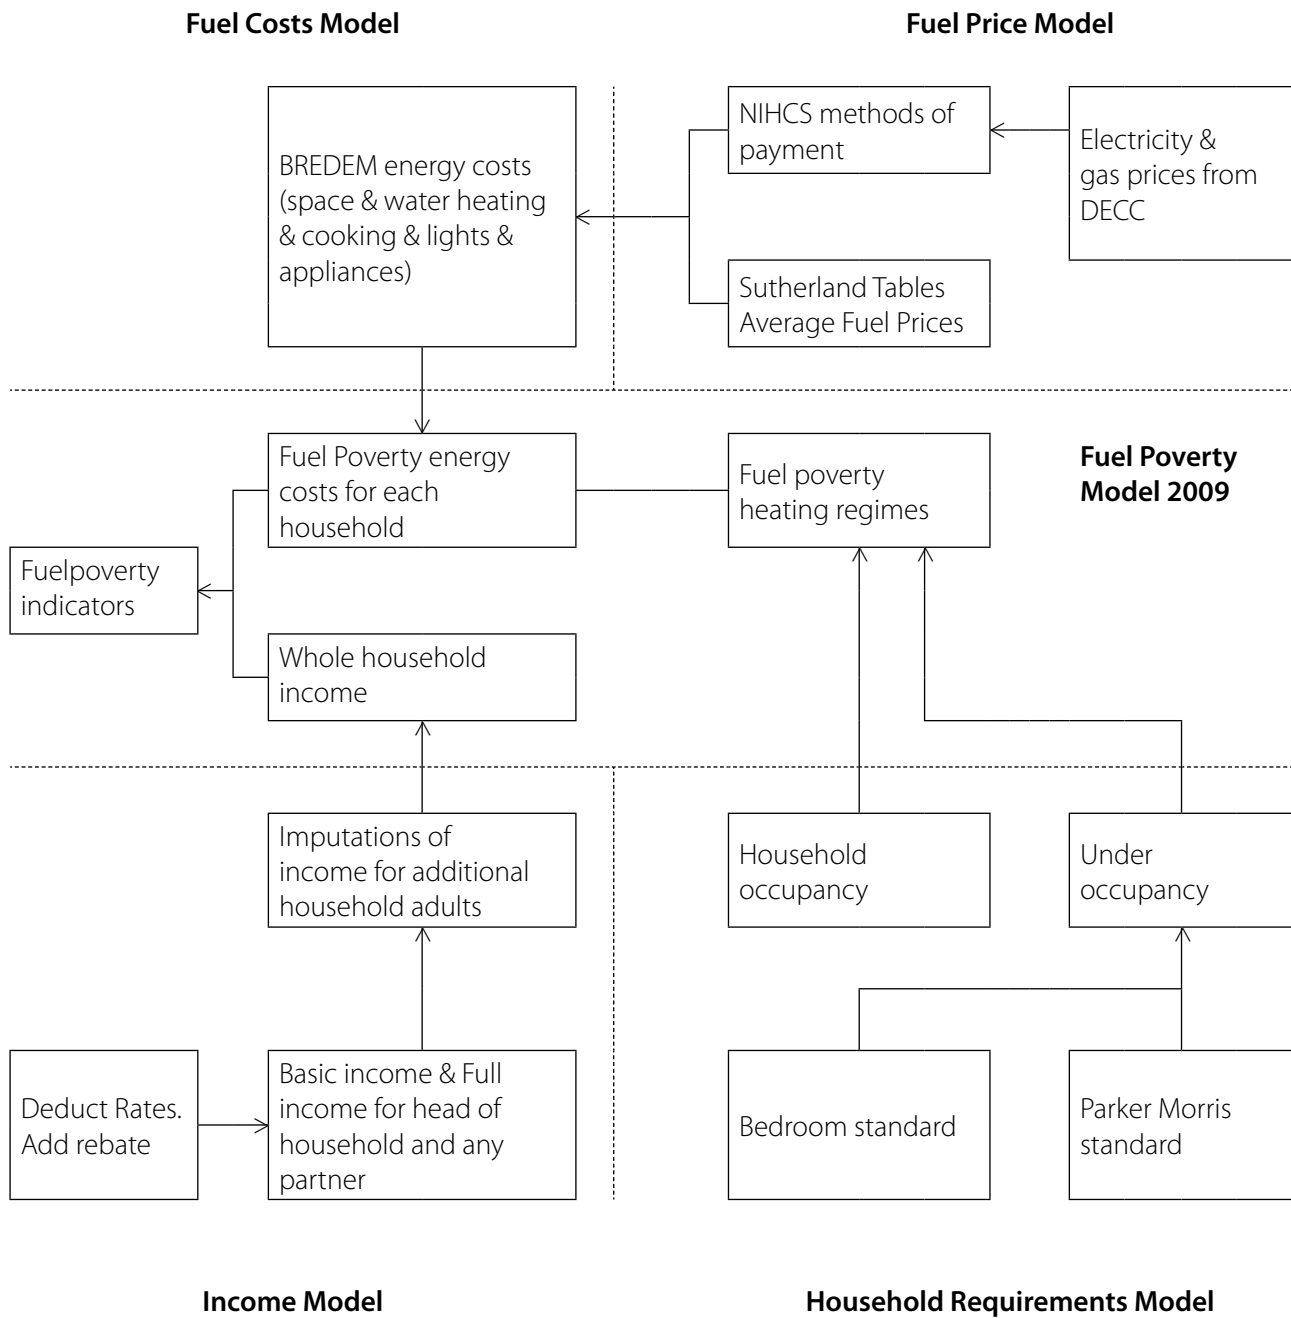 Fuel Costs Model
Fuel Price Model
BREDEM energy costs
(space & water heating
& cooking & lights &
appliances)
NIHCS methods of
payment
Electricity &
gas prices from
DECC
Sutherland Tables
Average Fuel Prices
Fuel Poverty energy
costs for each
household
Fuel poverty
heating regimes
Fuel Poverty
Model 2009
Fuelpoverty
indicators
Whole household
income
Imputations of
income for additional
household adults
Household
occupancy
Under
occupancy
Deduct Rates.
Add rebate
Basic income & Full
income for head of
household and any
partner
Bedroom standard
Parker Morris
standard
Income Model
Household Requirements Model